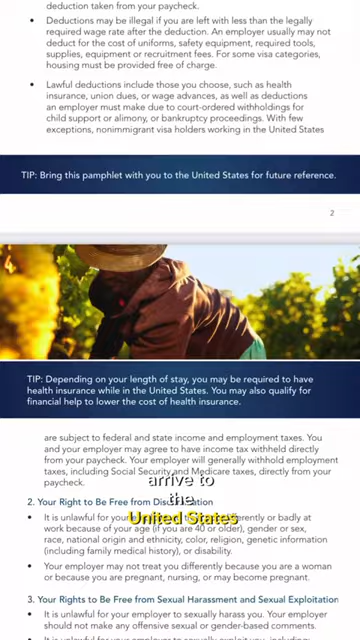 deduction taken from your paycheck.
• Deductions may be illegal if you are left with less than the legally
required wage rate after the deduction. An employer usually may not
deduct for the cost of uniforms, safety equipment, required tools,
supplies, equipment or recruitment fees. For some visa categories,
housing must be provided free of charge.
• Lawful deductions include those you choose, such as health
insurance, union dues, or wage advances, as well as deductions
an employer must make due to court-ordered withholdings for
child support or alimony, or bankruptcy proceedings. With few
exceptions, nonimmigrant visa holders working in the United States
TIP: Bring this pamphlet with you to the United States for future reference.
2
TIP: Depending on your length of stay, you may be required to have
health insurance while in the United States. You may also qualify for
financial help to lower the cost of health insurance.
are subject to federal and state income and employment taxes. You
and your employer may agree to have income tax withheld directly
from your paycheck. Your employer will generally withhold employment
taxes, including Social Security and Medicare taxes, directly from your
paycheck.
arrive to
the
United States
2. Your Right to Be Free from Discrimination
• It is unlawful for your differently or badly at
work because of your age (if you are 40 or older), gender or sex,
race, national origin and ethnicity, color, religion, genetic information
(including family medical history), or disability.
• Your employer may not treat you differently because you are a woman
or because you are pregnant, nursing, or may become pregnant.
3. Your Rights to Be Free from Sexual Harassment and Sexual Exploitation
• It is unlawful for your employer to sexually harass you. Your employer
should not make any offensive sexual or gender-based comments.